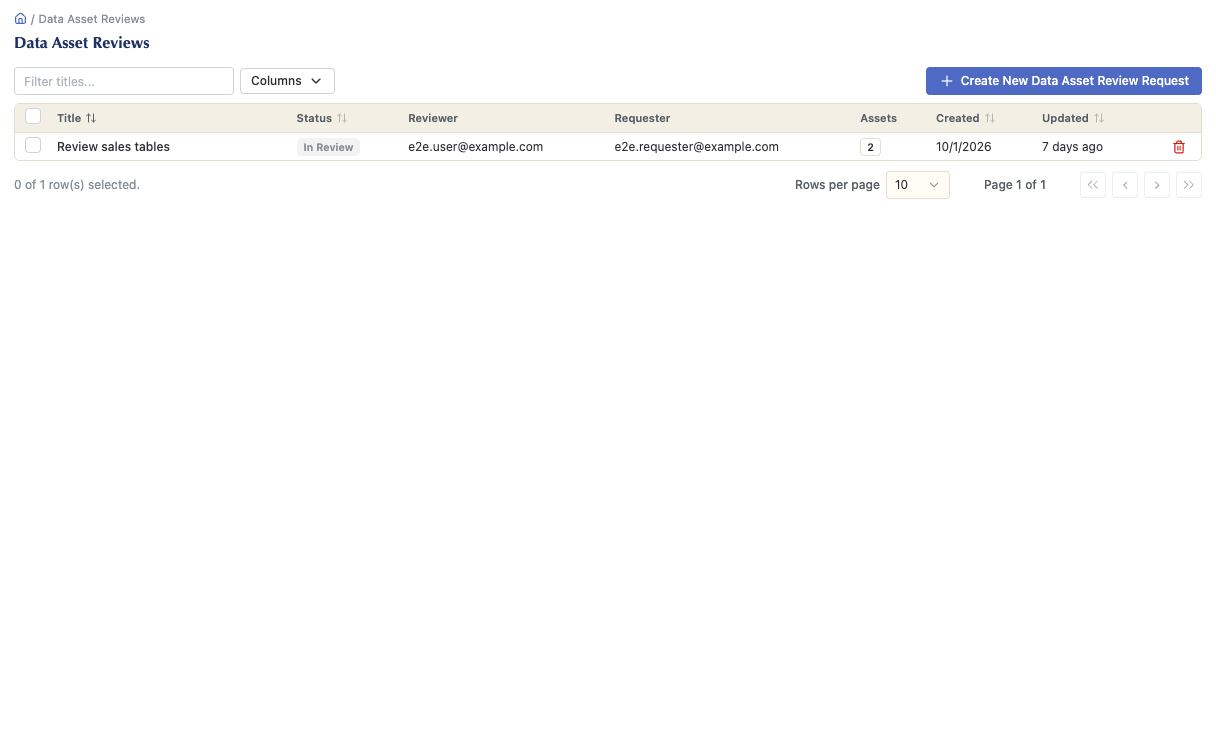 / Data Asset Reviews
Data Asset Reviews
Filter titles...
Columns
Create New Data Asset Review Request
Title Status Reviewer Requester Assets Created Updated
Review sales tables In Review e2e.user@example.com e2e.requester@example.com 2 10/1/2026 7 days ago
0 of 1 row(s) selected. Rows per page 10 Page 1 of 1